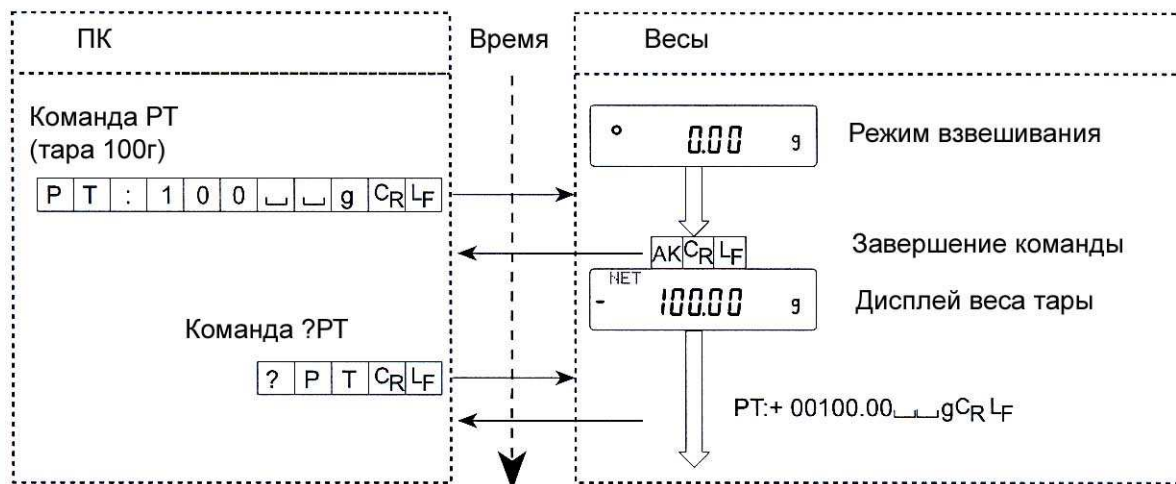 ПК
Время
Весы
Команда PT
(тара 100г)
P T : 1 0 0 ␣ ␣ g CR LF
0.00 g
Режим взвешивания
AK CR LF
Завершение команды
NET
- 100.00 g
Дисплей веса тары
Команда ?PT
? P T CR LF
PT:+ 00100.00␣␣gCR LF